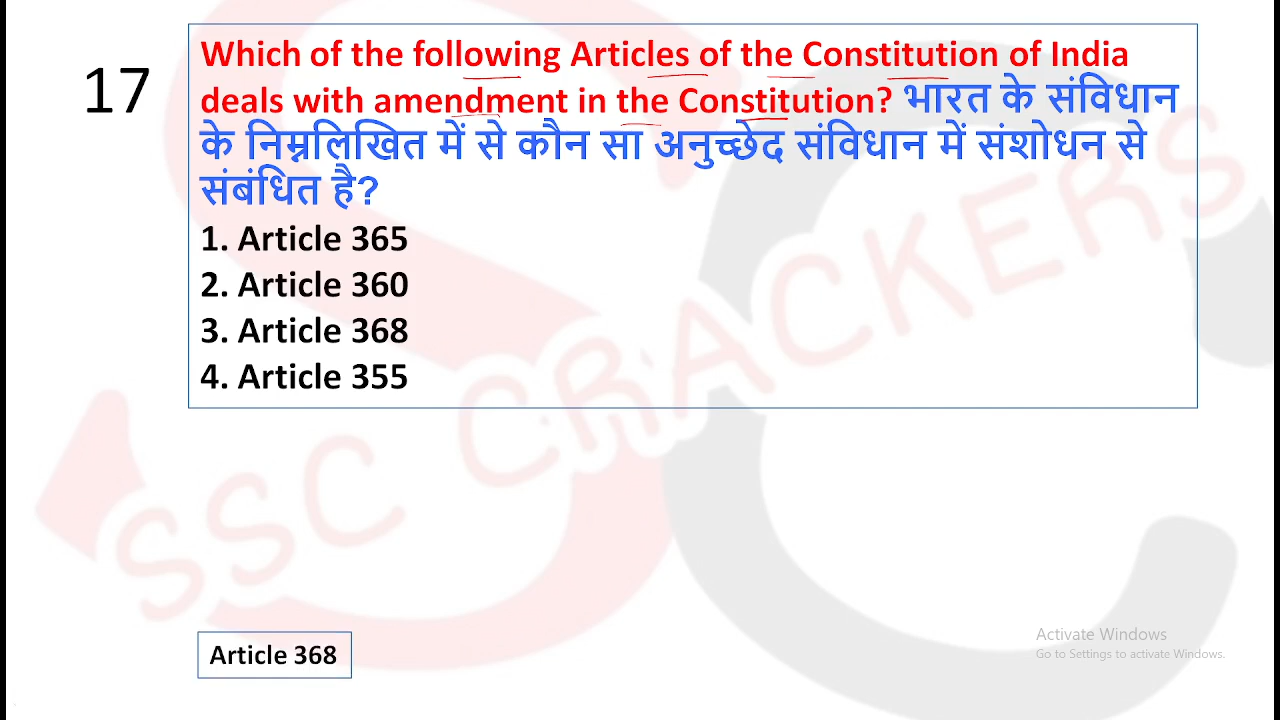 17
Which of the following Articles of the Constitution of India
deals with amendment in the Constitution? भारत के संविधान
के निम्नलिखित में से कौन सा अनुच्छेद संविधान में संशोधन से
संबंधित है?
1. Article 365
2. Article 360
3. Article 368
4. Article 355
SSC CRACKERS
Article 368
Activate Windows
Go to Settings to activate Windows.